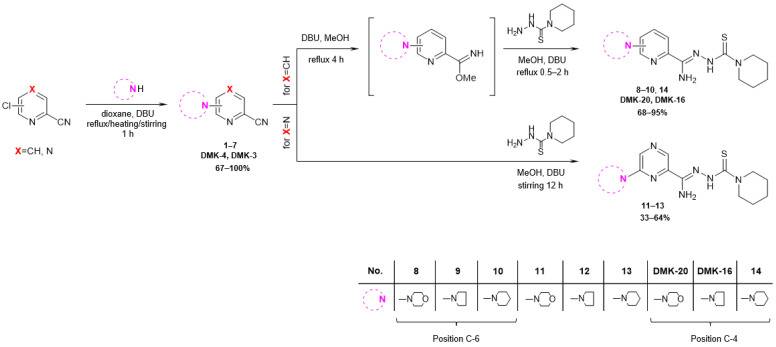 Cl
X
N
CN
X=CH, N
NH
dioxane, DBU
reflux/heating/stirring
1 h
N
X
N
CN
1–7
DMK-4, DMK-3
67–100%
for X=CH
for X=N
DBU, MeOH
reflux 4 h
N
N
NH
OMe
H2N
N
H
S
N
MeOH, DBU
reflux 0.5–2 h
N
N
NH2
N
NH
S
N
8–10, 14
DMK-20, DMK-16
68–95%
H2N
N
H
S
N
MeOH, DBU
stirring 12 h
N
N
N
NH2
N
NH
S
N
11–13
33–64%
No. 8 9 10 11 12 13 DMK-20 DMK-16 14
N –N O –N –N –N O –N –N –N O –N –N
Position C-6 Position C-4